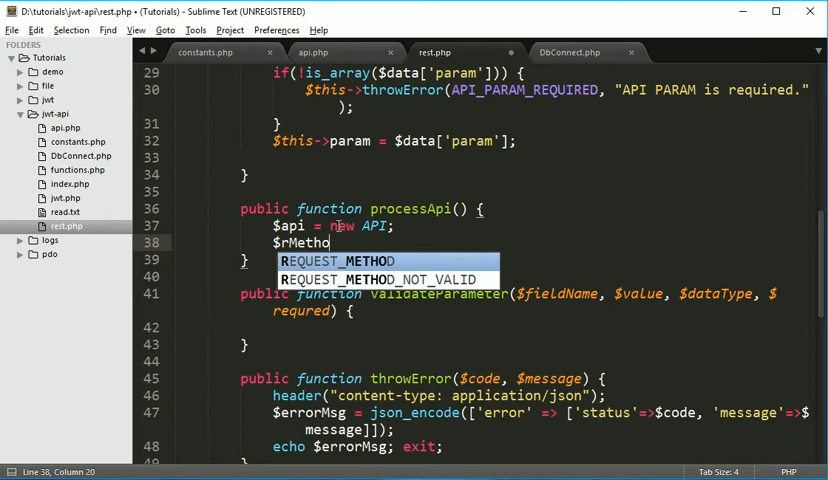 D:\tutorials\jwt-api\rest.php • (Tutorials) - Sublime Text (UNREGISTERED)
File Edit Selection Find View Goto Tools Project Preferences Help
FOLDERS
Tutorials
demo
file
jwt
jwt-api
api.php
constants.php
DbConnect.php
functions.php
index.php
jwt.php
read.txt
rest.php
logs
pdo
constants.php api.php rest.php DbConnect.php
29 if(!is_array($data['param'])) {
30 $this->throwError(API_PARAM_REQUIRED, "API PARAM is required."
);
31 }
32 $this->param = $data['param'];
33
34 }
35
36 public function processApi() {
37 $api = new API;
38 $rMetho
REQUEST_METHOD
39 }
REQUEST_METHOD_NOT_VALID
41 public function validateParameter($fieldName, $value, $dataType, $
requred) {
42
43 }
44
45 public function throwError($code, $message) {
46 header("content-type: application/json");
47 $errorMsg = json_encode(['error' => ['status'=>$code, 'message'=>$
message]]);
48 echo $errorMsg; exit;
Line 38, Column 20 Tab Size: 4 PHP